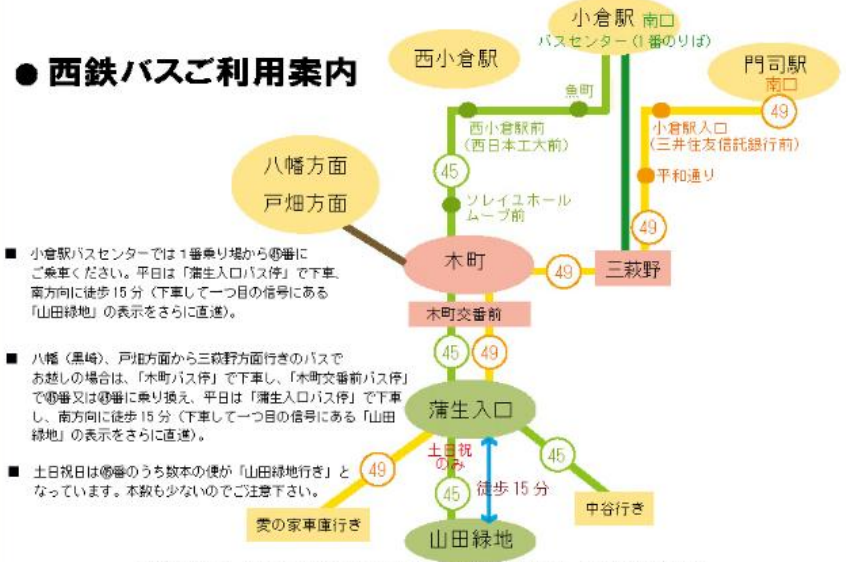 ● 西鉄バスご利用案内
小倉駅 南口
バスセンター(1番のりば)
西小倉駅
門司駅
南口
魚町
49
西小倉駅前
(西日本工大前)
小倉駅入口
(三井住友信託銀行前)
45
平和通り
八幡方面
戸畑方面
ソレイユホール
ムーブ前
49
木町
49
三萩野
■ 小倉駅バスセンターでは1番乗り場から㊺番に
ご乗車ください。平日は「蒲生入口バス停」で下車、
南方向に徒歩15分(下車して一つ目の信号にある
「山田緑地」の表示をさらに直進)。
木町交番前
45
49
■ 八幡(黒崎)、戸畑方面から三萩野方面行きのバスで
お越しの場合は、「木町バス停」で下車し、「木町交番前バス停」
で㊺番又は㊾番に乗り換え、平日は「蒲生入口バス停」で下車
し、南方向に徒歩15分(下車して一つ目の信号にある「山田
緑地」の表示をさらに直進)。
蒲生入口
■ 土日祝日は㊺番のうち数本の便が「山田緑地行き」と
なっています。本数も少ないのでご注意下さい。
49
土日祝
のみ
45
45
徒歩15分
愛の家車庫行き
中谷行き
山田緑地